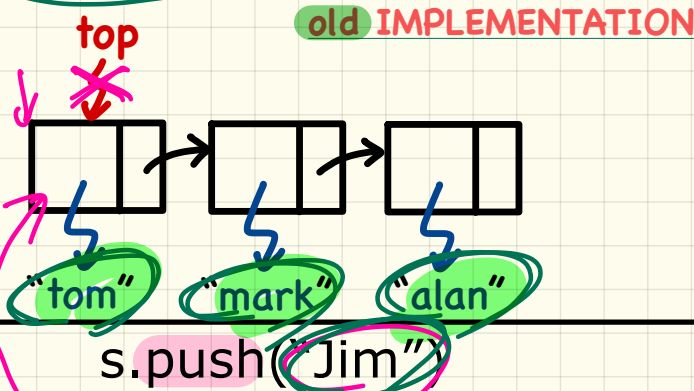 old IMPLEMENTATION
top
"tom" "mark" "alan"
s.push("Jim")